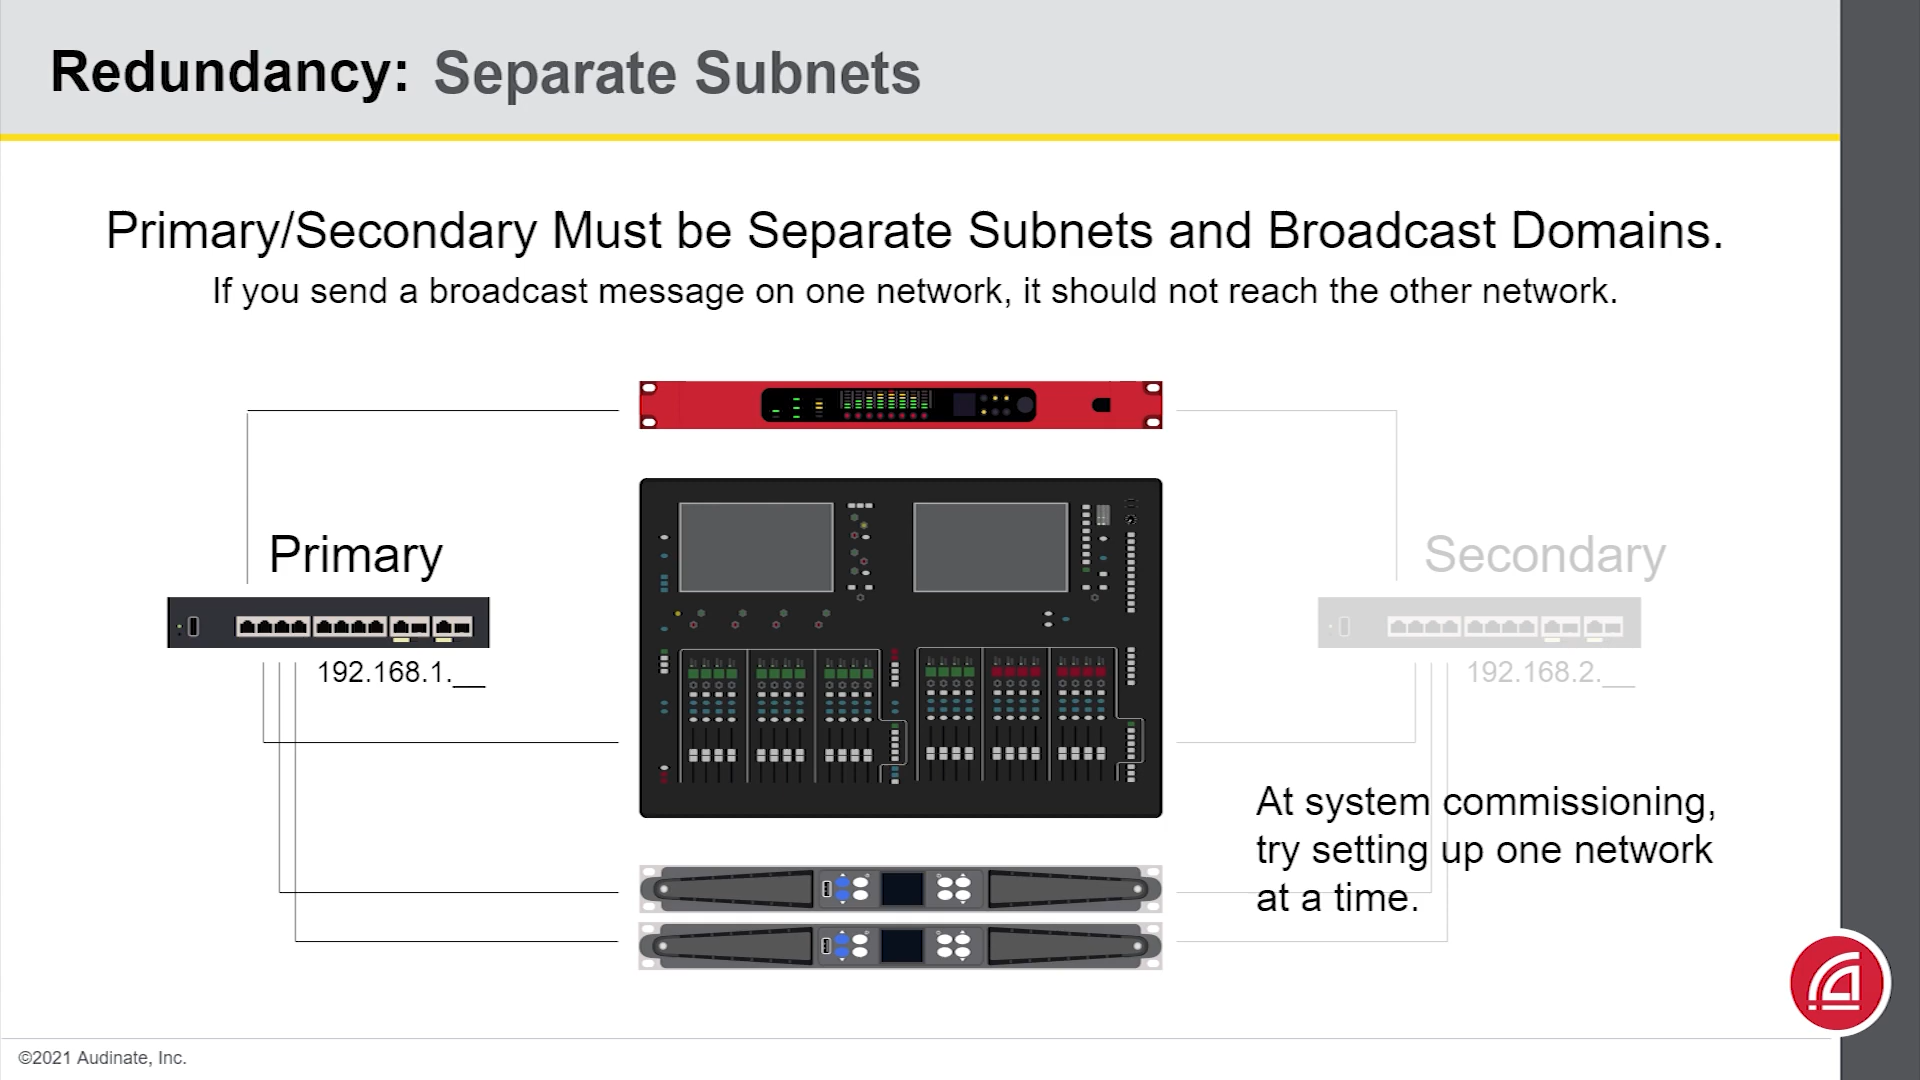 Redundancy: Separate Subnets
Primary/Secondary Must be Separate Subnets and Broadcast Domains.
If you send a broadcast message on one network, it should not reach the other network.
Primary
192.168.1.__
Secondary
192.168.2.__
At system commissioning,
try setting up one network
at a time.
©2021 Audinate, Inc.